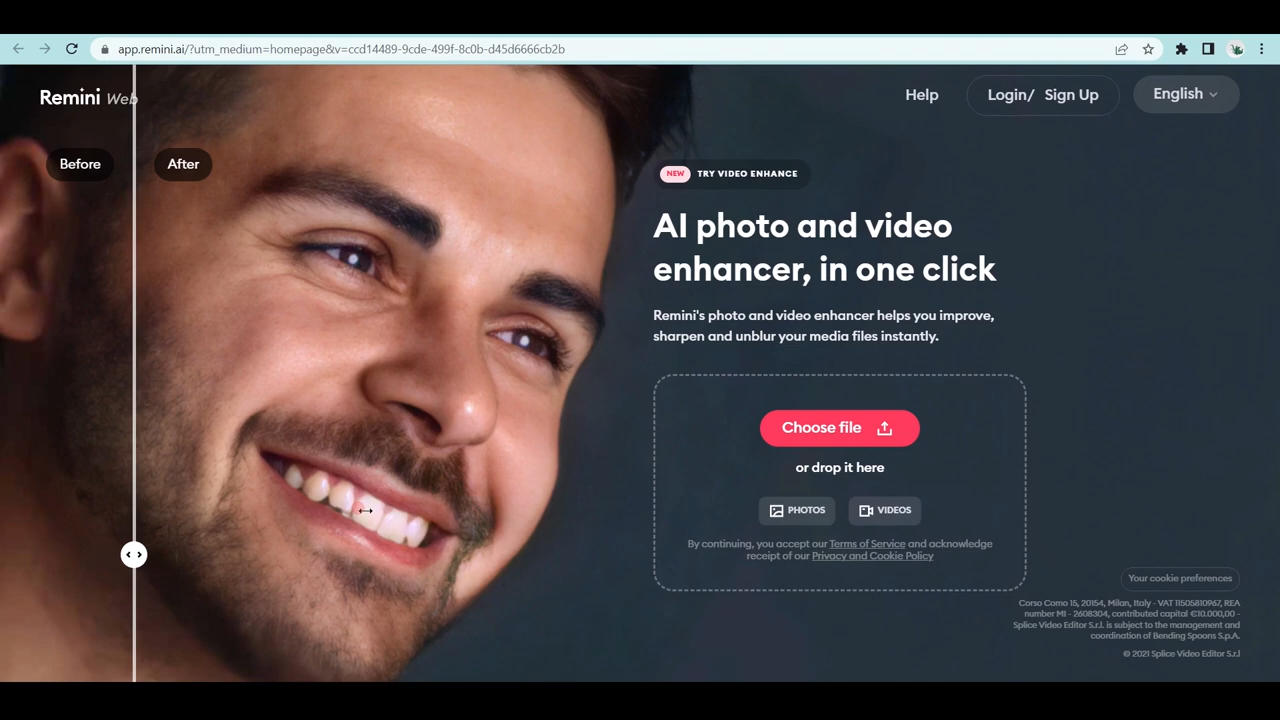 app.remini.ai/?utm_medium=homepage&v=ccd14489-9cde-499f-8c0b-d45d6666cb2b
Remini Web
Help
Login/ Sign Up
English
Before
After
NEW TRY VIDEO ENHANCE
AI photo and video
enhancer, in one click
Remini's photo and video enhancer helps you improve,
sharpen and unblur your media files instantly.
Choose file
or drop it here
PHOTOS
VIDEOS
By continuing, you accept our Terms of Service and acknowledge
receipt of our Privacy and Cookie Policy
Your cookie preferences
Corso Como 15, 20154, Milan, Italy - VAT 11505810967, REA
number MI - 2608304, contributed capital €10.000,00 -
Splice Video Editor S.r.l. is subject to the management and
coordination of Bending Spoons S.p.A.
© 2021 Splice Video Editor S.r.l